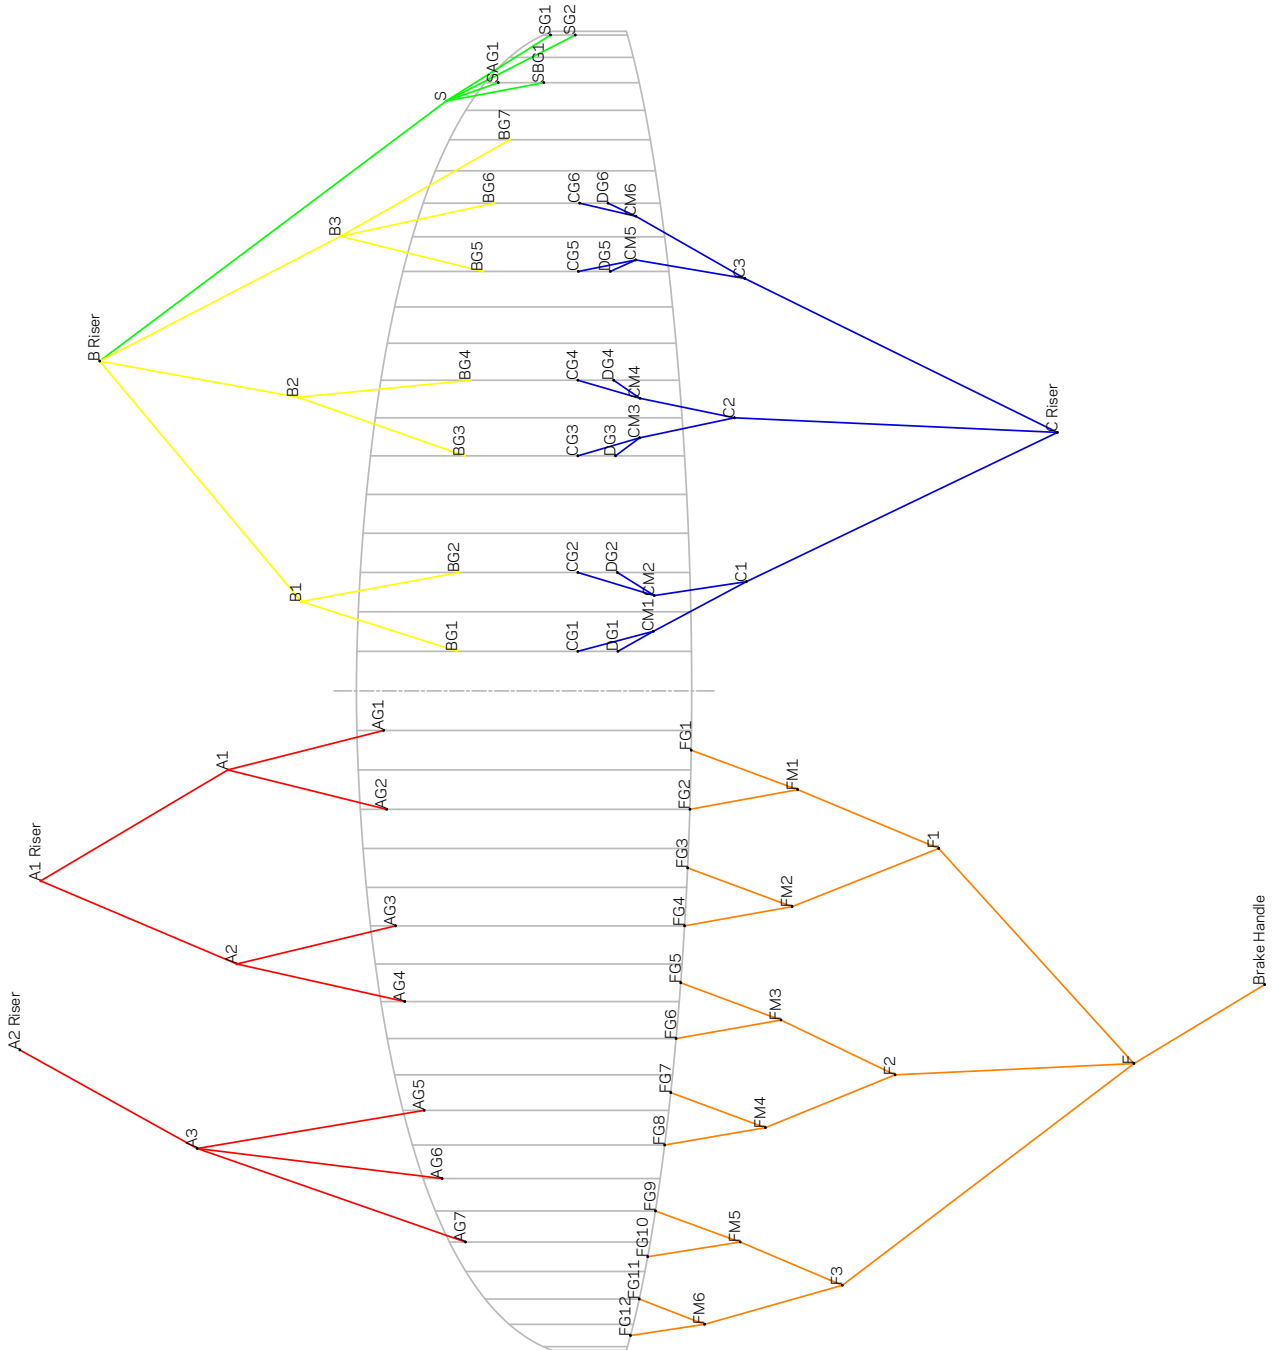 SG1
SG2
SAG1
SBG1
S
BG7
BG6
CG6
DG6
CM6
B3
BG5
CG5
DG5
CM5
C3
B Riser
B2
BG4
CG4
DG4
CM4
C2
BG3
CG3
DG3
CM3
C Riser
B1
BG2
CG2
DG2
CM2
C1
BG1
CG1
DG1
CM1
A1 Riser
A1
AG1
AG2
A2
AG3
AG4
A2 Riser
A3
AG5
AG6
AG7
FG1
FG2
FM1
FG3
FG4
FM2
F1
FG5
FG6
FM3
FG7
FG8
FM4
F2
F
Brake Handle
FG9
FG10
FM5
FG11
FG12
FM6
F3